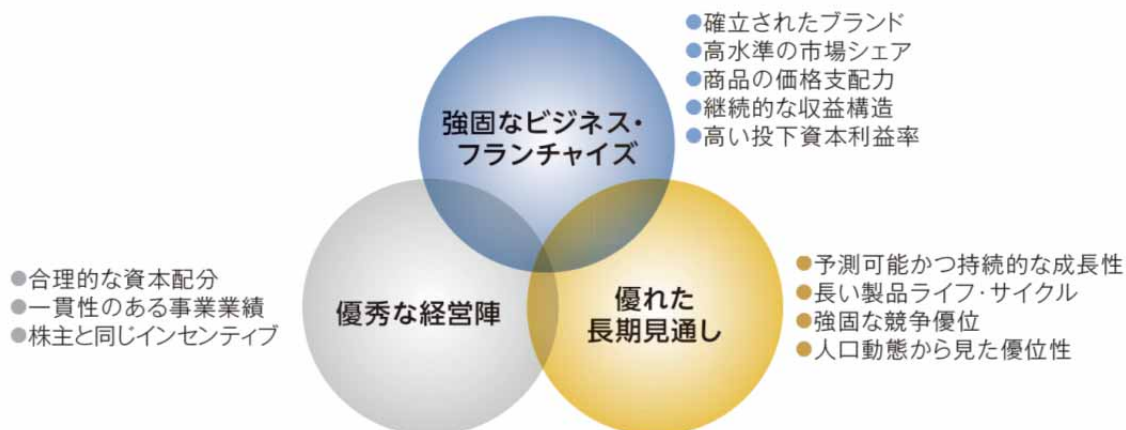 ●確立されたブランド
●高水準の市場シェア
●商品の価格支配力
●継続的な収益構造
●高い投下資本利益率
強固なビジネス・
フランチャイズ
●合理的な資本配分
●一貫性のある事業業績
●株主と同じインセンティブ
優秀な経営陣
優れた
長期見通し
●予測可能かつ持続的な成長性
●長い製品ライフ・サイクル
●強固な競争優位
●人口動態から見た優位性